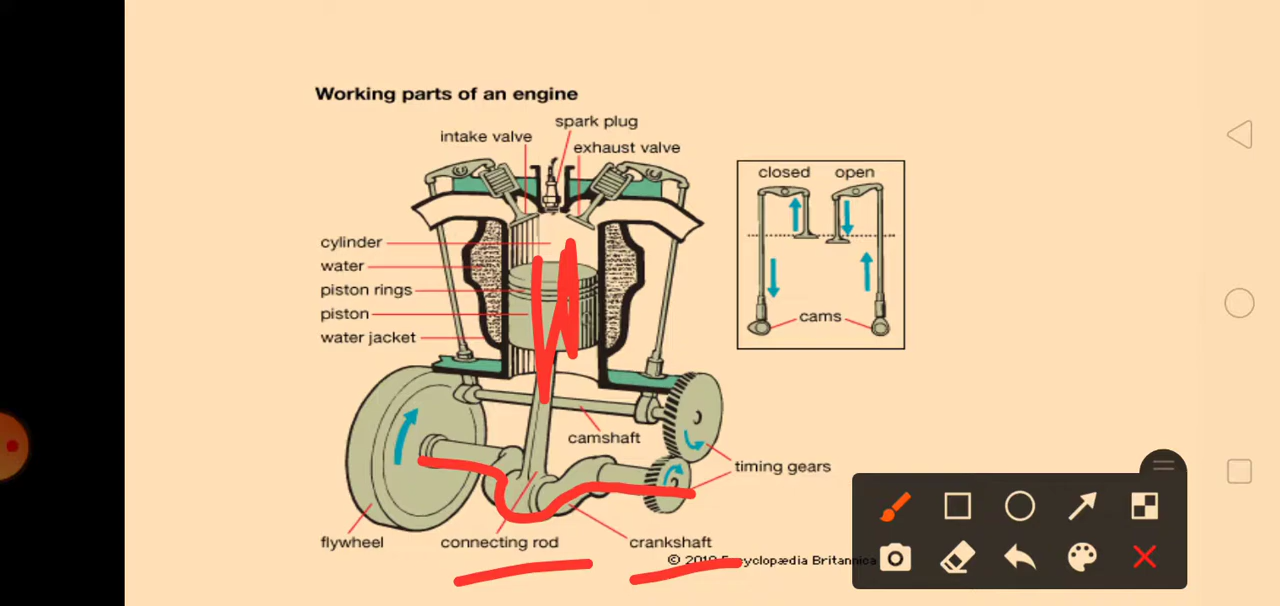 Working parts of an engine
spark plug
intake valve
exhaust valve
closed open
cylinder
water
piston rings
piston
water jacket
cams
camshaft
timing gears
flywheel
connecting rod
crankshaft
© Encyclopædia Britannica